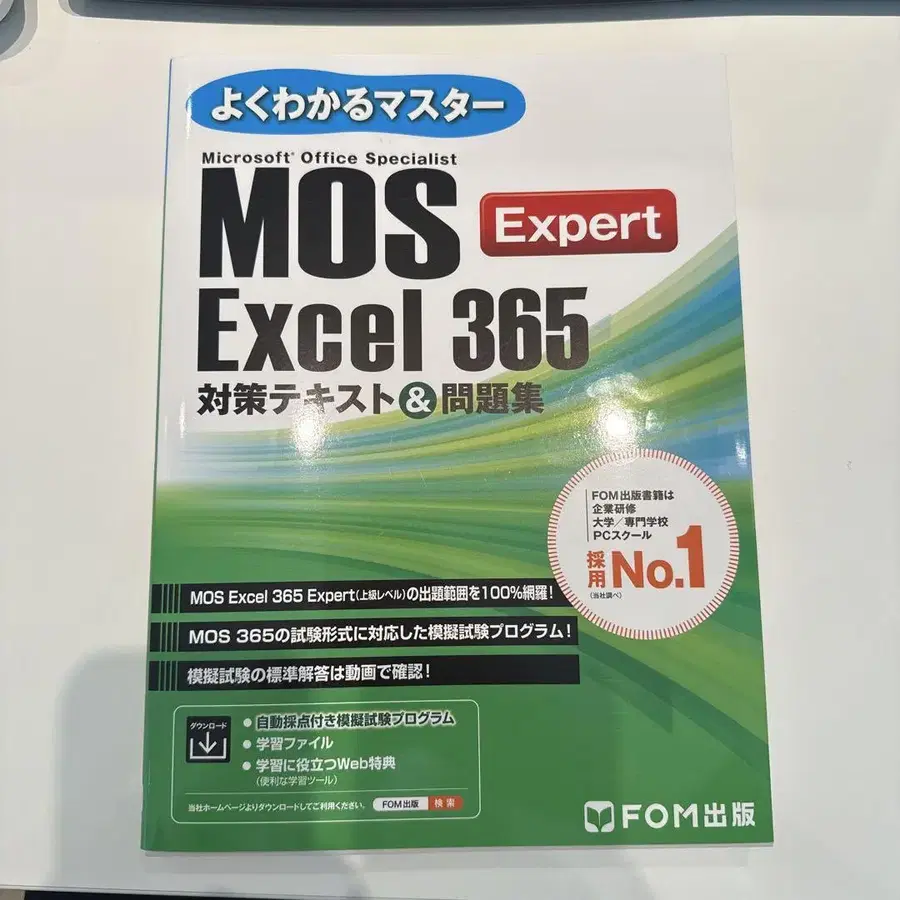 よくわかるマスター
Microsoft® Office Specialist
MOS Expert
Excel 365
対策テキスト&問題集
FOM出版書籍は
企業研修
大学/専門学校
PCスクール
採用 No.1
(当社調べ)
MOS Excel 365 Expert(上級レベル)の出題範囲を100%網羅!
MOS 365の試験形式に対応した模擬試験プログラム!
模擬試験の標準解答は動画で確認!
ダウンロード
● 自動採点付き模擬試験プログラム
● 学習ファイル
● 学習に役立つWeb特典
(便利な学習ツール)
当社ホームページよりダウンロードしてご利用ください。 FOM出版 検索
FOM出版